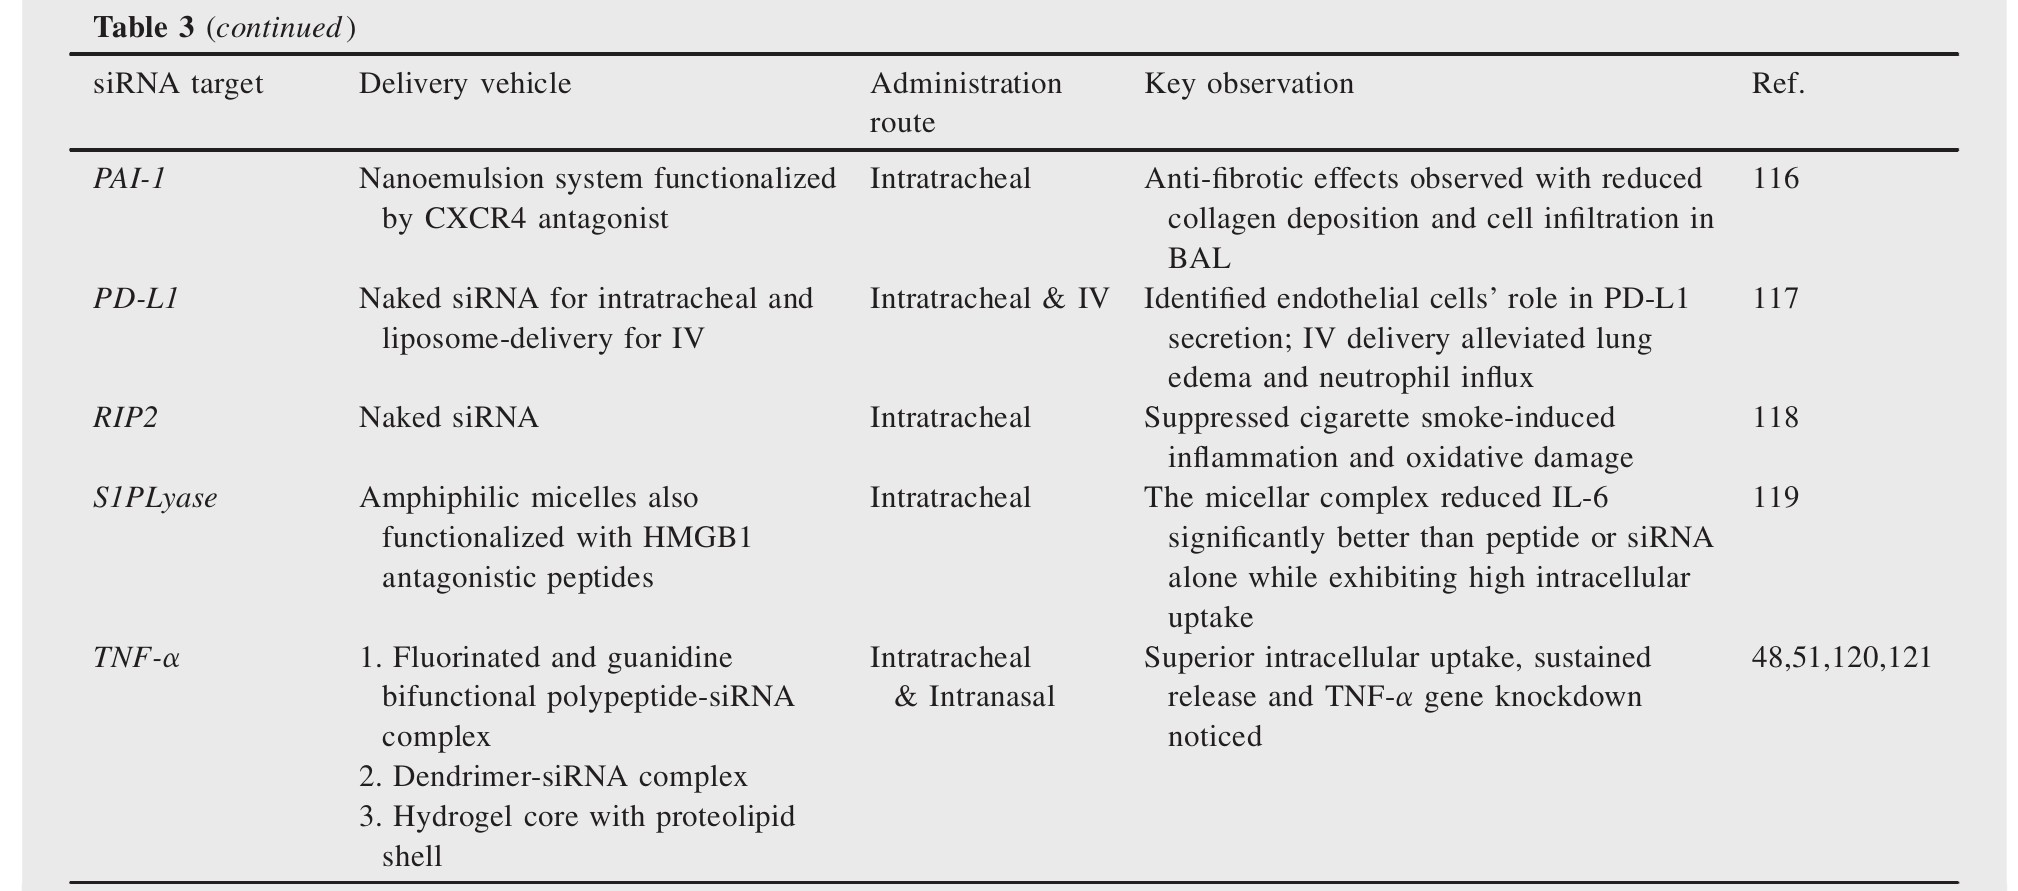 Table 3 (continued)
siRNA target Delivery vehicle Administration route Key observation Ref.
PAI-1 Nanoemulsion system functionalized Intratracheal Anti-fibrotic effects observed with reduced 116
by CXCR4 antagonist collagen deposition and cell infiltration in
BAL
PD-L1 Naked siRNA for intratracheal and Intratracheal & IV Identified endothelial cells’ role in PD-L1 117
liposome-delivery for IV secretion; IV delivery alleviated lung
edema and neutrophil influx
RIP2 Naked siRNA Intratracheal Suppressed cigarette smoke-induced 118
inflammation and oxidative damage
S1PLyase Amphiphilic micelles also Intratracheal The micellar complex reduced IL-6 119
functionalized with HMGB1 significantly better than peptide or siRNA
antagonistic peptides alone while exhibiting high intracellular
uptake
TNF-α 1. Fluorinated and guanidine Intratracheal Superior intracellular uptake, sustained 48,51,120,121
bifunctional polypeptide-siRNA & Intranasal release and TNF-α gene knockdown
complex noticed
2. Dendrimer-siRNA complex
3. Hydrogel core with proteolipid
shell